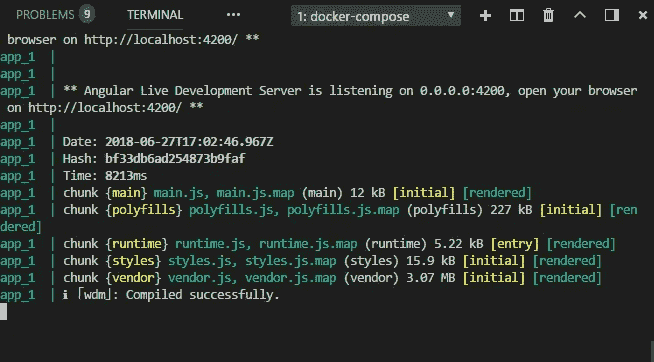 PROBLEMS 9 TERMINAL ••• 1: docker-compose
browser on http://localhost:4200/ **
app_1 |
app_1 |
app_1 | ** Angular Live Development Server is listening on 0.0.0.0:4200, open your browser
on http://localhost:4200/ **
app_1 |
app_1 | Date: 2018-06-27T17:02:46.967Z
app_1 | Hash: bf33db6ad254873b9faf
app_1 | Time: 8213ms
app_1 | chunk {main} main.js, main.js.map (main) 12 kB [initial] [rendered]
app_1 | chunk {polyfills} polyfills.js, polyfills.js.map (polyfills) 227 kB [initial] [ren
dered]
app_1 | chunk {runtime} runtime.js, runtime.js.map (runtime) 5.22 kB [entry] [rendered]
app_1 | chunk {styles} styles.js, styles.js.map (styles) 15.9 kB [initial] [rendered]
app_1 | chunk {vendor} vendor.js, vendor.js.map (vendor) 3.07 MB [initial] [rendered]
app_1 | ℹ 「wdm」: Compiled successfully.